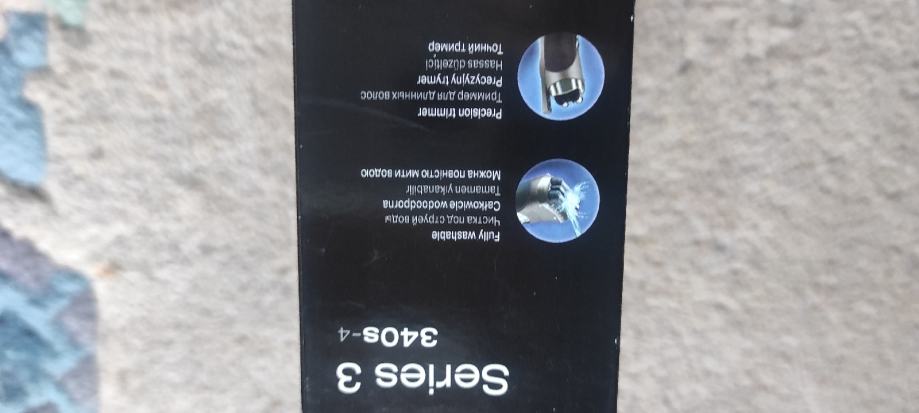 Series 3
340s-4
Fully washable
Чистка под струей воды
Całkowicie wodoodporna
Tamamen yıkanabilir
Можна повністю мити водою
Precision trimmer
Триммер для длинных волос
Precyzyjny trymer
Hassas düzeltici
Точний тример